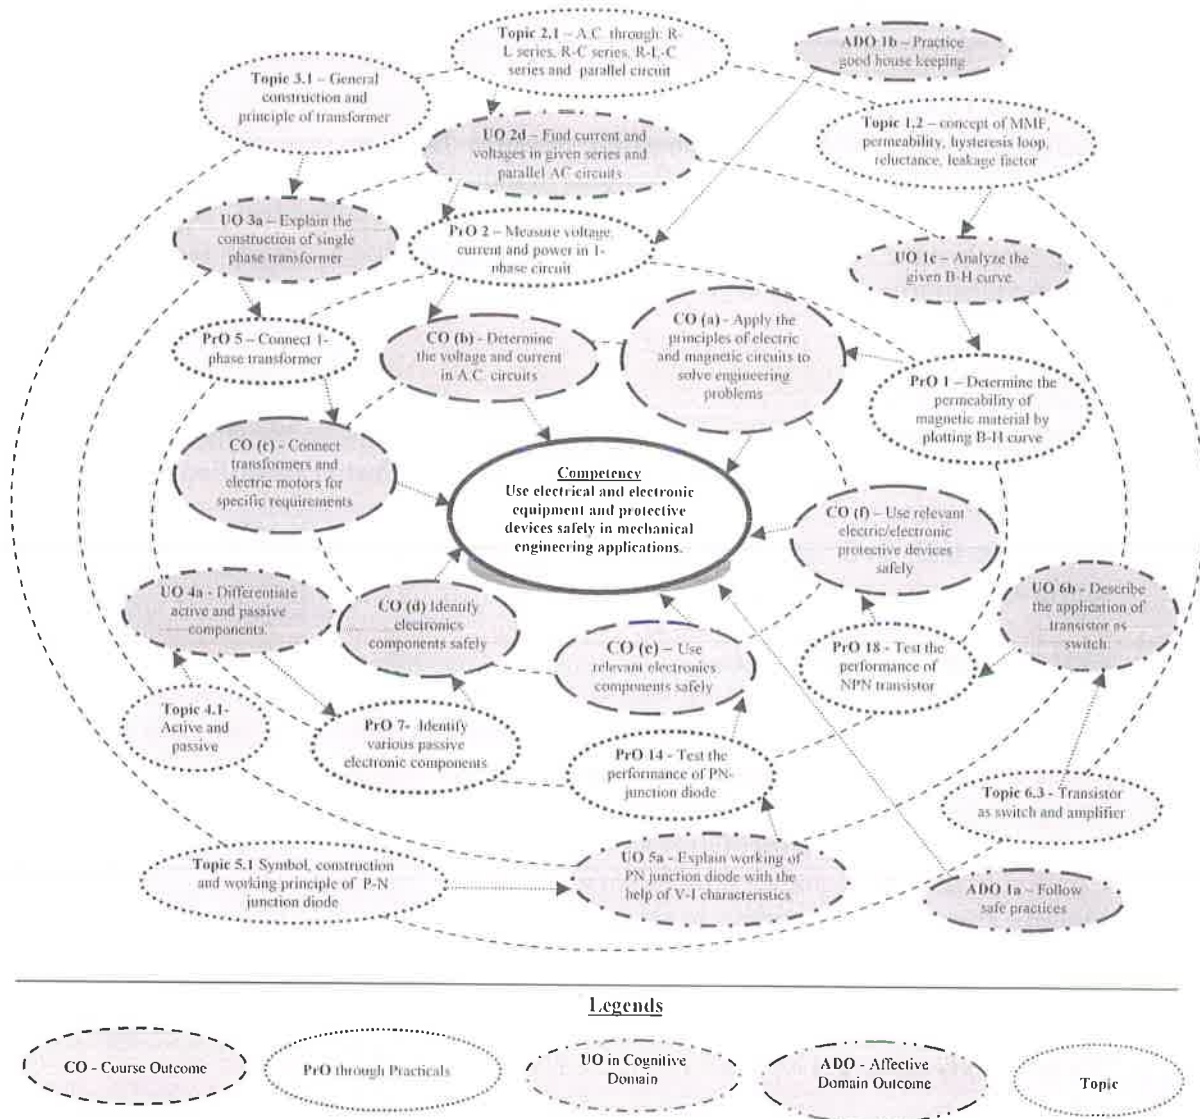 Topic 2.1 – A.C. through: R-
L series, R-C series, R-L-C
series and parallel circuit
ADO 1b – Practice
good house keeping
Topic 3.1 – General
construction and
principle of transformer
Topic 1.2 – concept of MMF,
permeability, hysteresis loop,
reluctance, leakage factor
UO 2d – Find current and
voltages in given series and
parallel AC circuits
UO 3a – Explain the
construction of single
phase transformer
PrO 2 – Measure voltage,
current and power in 1-
phase circuit
UO 1c – Analyze the
given B-H curve.
PrO 5 – Connect 1-
phase transformer
CO (b) - Determine
the voltage and current
in A.C. circuits
CO (a) - Apply the
principles of electric
and magnetic circuits to
solve engineering
problems
PrO 1 – Determine the
permeability of
magnetic material by
plotting B-H curve
CO (c) - Connect
transformers and
electric motors for
specific requirements
Competency
Use electrical and electronic
equipment and protective
devices safely in mechanical
engineering applications.
CO (f) – Use relevant
electric/electronic
protective devices
safely
UO 4a - Differentiate
active and passive
components.
CO (d) Identify
electronics
components safely
CO (e) – Use
relevant electronics
components safely
UO 6b - Describe
the application of
transistor as
switch.
PrO 18 - Test the
performance of
NPN transistor
Topic 4.1-
Active and
passive
PrO 7- Identify
various passive
electronic components
PrO 14 - Test the
performance of PN-
junction diode
Topic 6.3 - Transistor
as switch and amplifier
Topic 5.1 Symbol, construction
and working principle of P-N
junction diode
UO 5a - Explain working of
PN junction diode with the
help of V-I characteristics
ADO 1a – Follow
safe practices
Legends
CO - Course Outcome
PrO through Practicals
UO in Cognitive
Domain
ADO - Affective
Domain Outcome
Topic